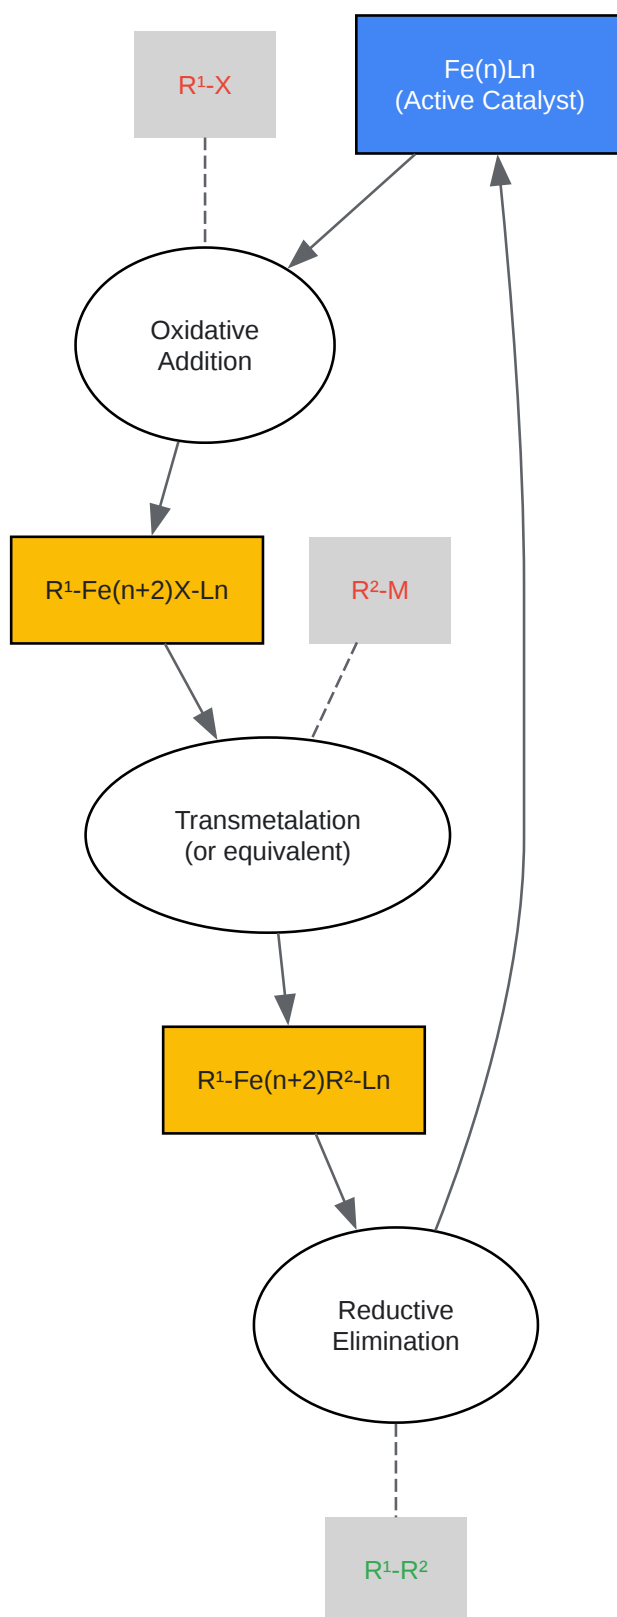 R¹-X
Fe(n)Ln
(Active Catalyst)
Oxidative
Addition
R¹-Fe(n+2)X-Ln
R²-M
Transmetalation
(or equivalent)
R¹-Fe(n+2)R²-Ln
Reductive
Elimination
R¹-R²